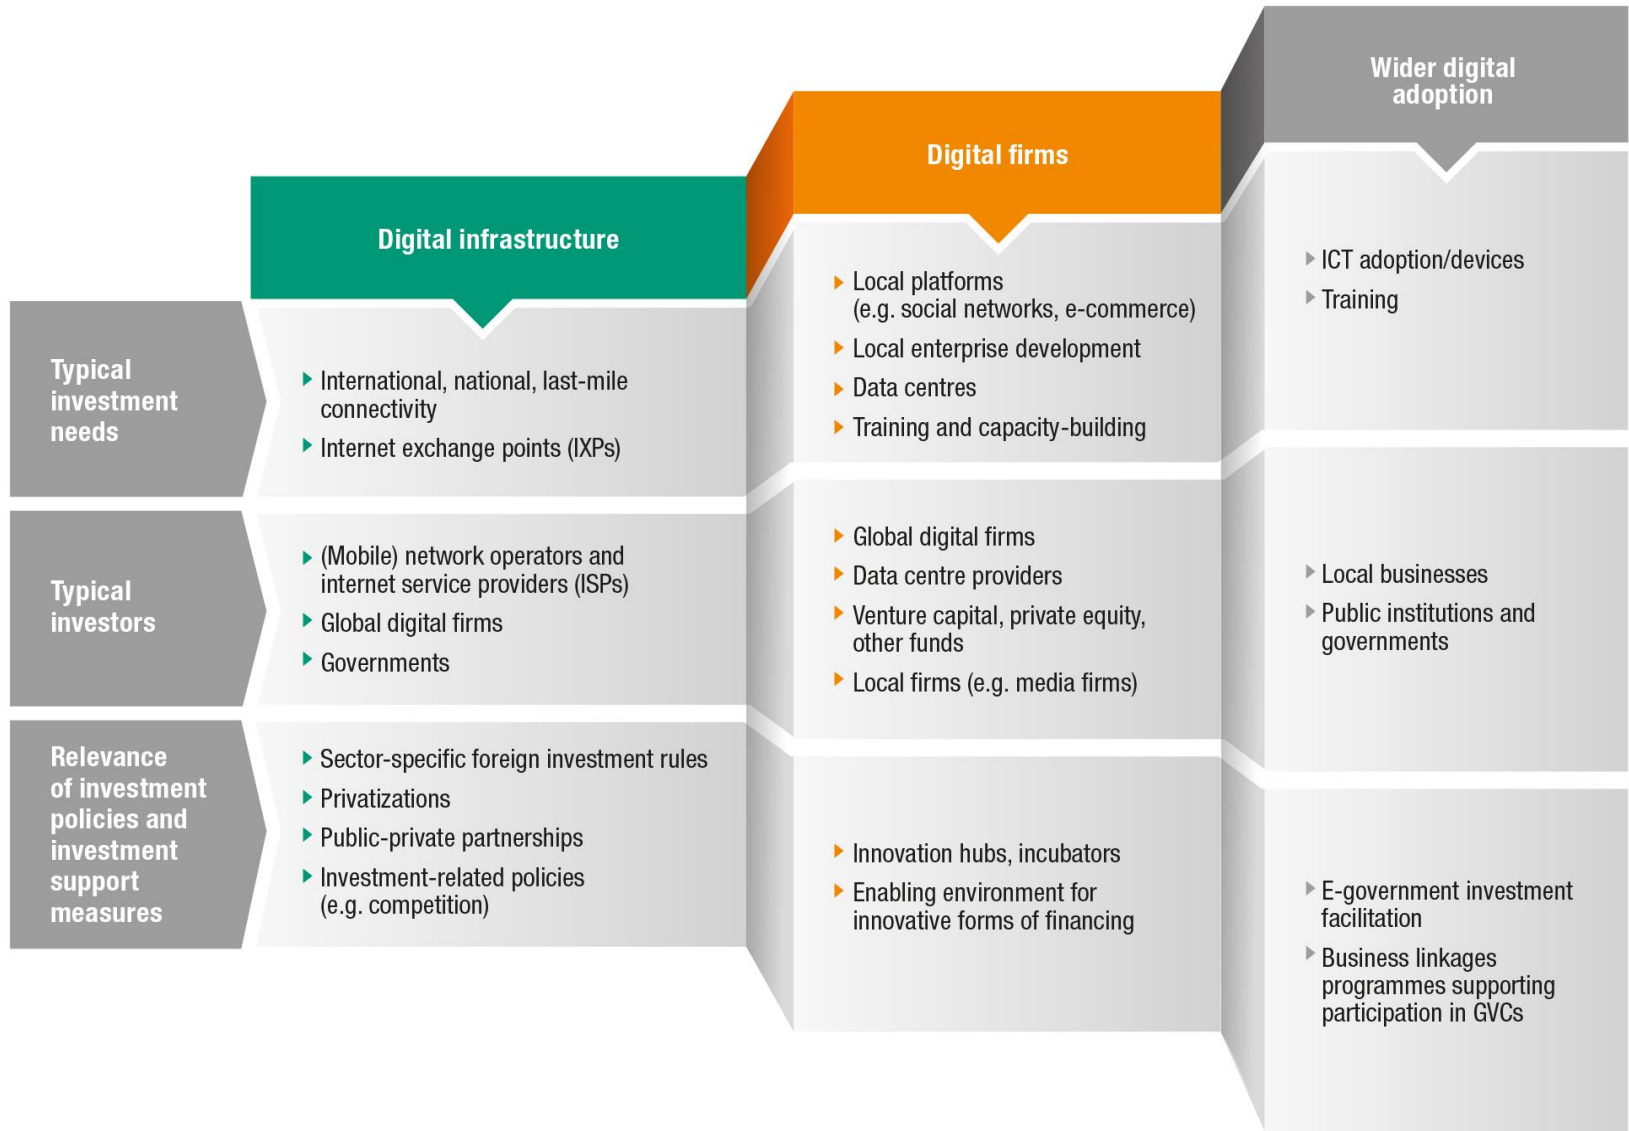 Wider digital
adoption
Digital firms
Digital infrastructure
Typical
investment
needs
International, national, last-mile
connectivity
Internet exchange points (IXPs)
Local platforms
(e.g. social networks, e-commerce)
Local enterprise development
Data centres
Training and capacity-building
ICT adoption/devices
Training
Typical
investors
(Mobile) network operators and
internet service providers (ISPs)
Global digital firms
Governments
Global digital firms
Data centre providers
Venture capital, private equity,
other funds
Local firms (e.g. media firms)
Local businesses
Public institutions and
governments
Relevance
of investment
policies and
investment
support
measures
Sector-specific foreign investment rules
Privatizations
Public-private partnerships
Investment-related policies
(e.g. competition)
Innovation hubs, incubators
Enabling environment for
innovative forms of financing
E-government investment
facilitation
Business linkages
programmes supporting
participation in GVCs